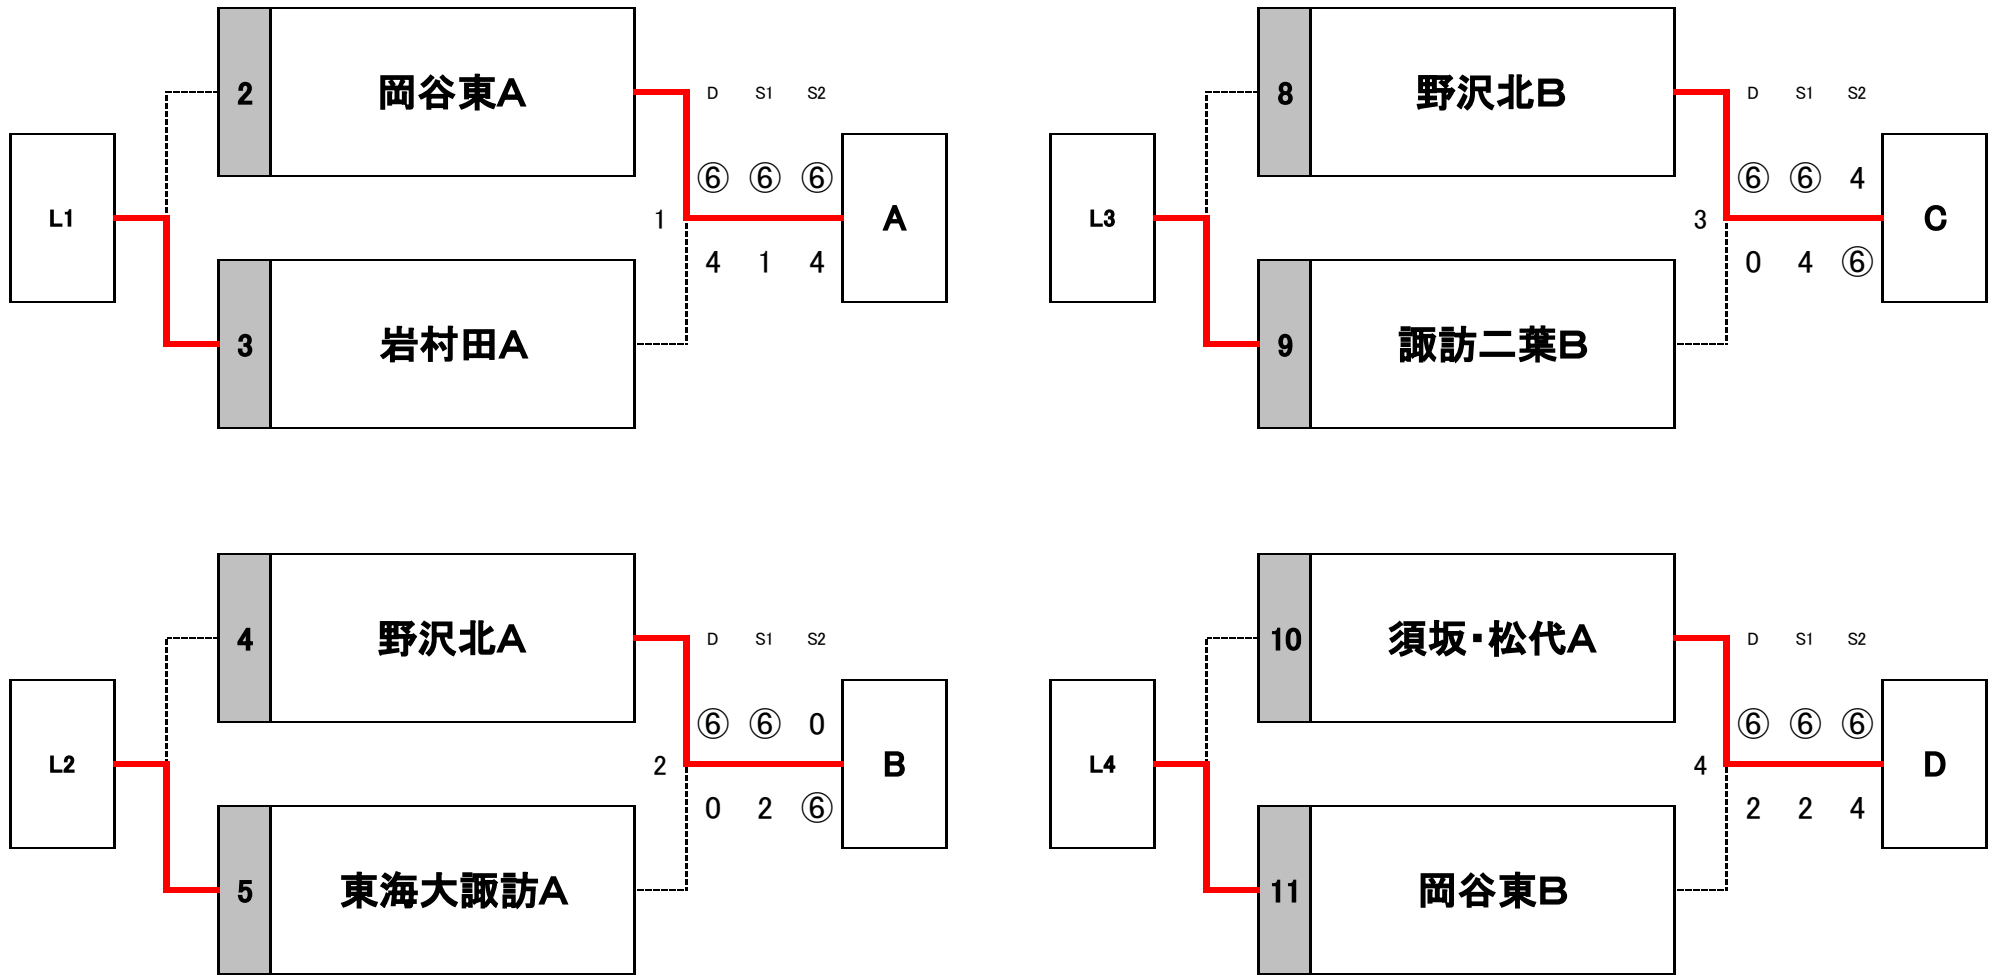 2 岡谷東A D S1 S2
⑥ ⑥ ⑥
L1 1 A
4 1 4
3 岩村田A
8 野沢北B D S1 S2
⑥ ⑥ 4
L3 3 C
0 4 ⑥
9 諏訪二葉B
4 野沢北A D S1 S2
⑥ ⑥ 0
L2 2 B
0 2 ⑥
5 東海大諏訪A
10 須坂・松代A D S1 S2
⑥ ⑥ ⑥
L4 4 D
2 2 4
11 岡谷東B